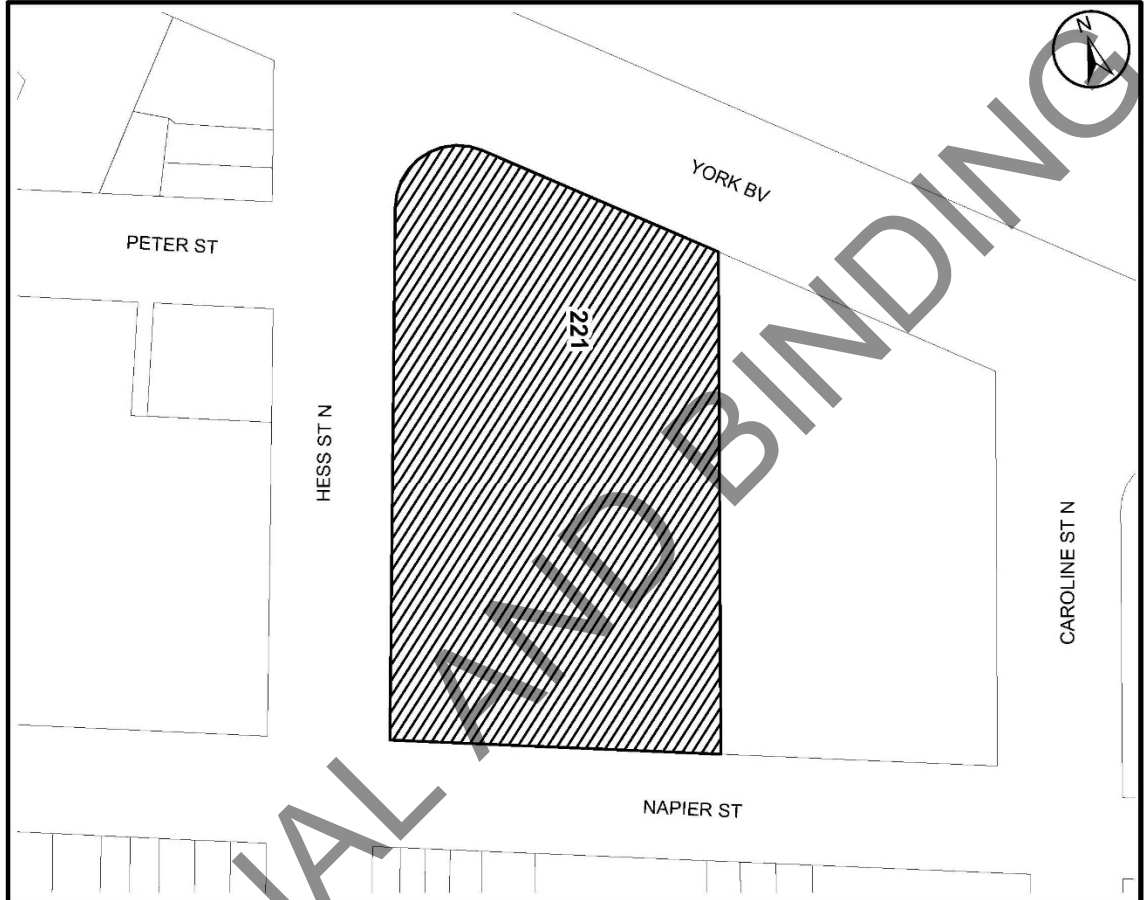 N
YORK BV
PETER ST
221
HESS ST N
CAROLINE ST N
NAPIER ST
AL AND BINDING